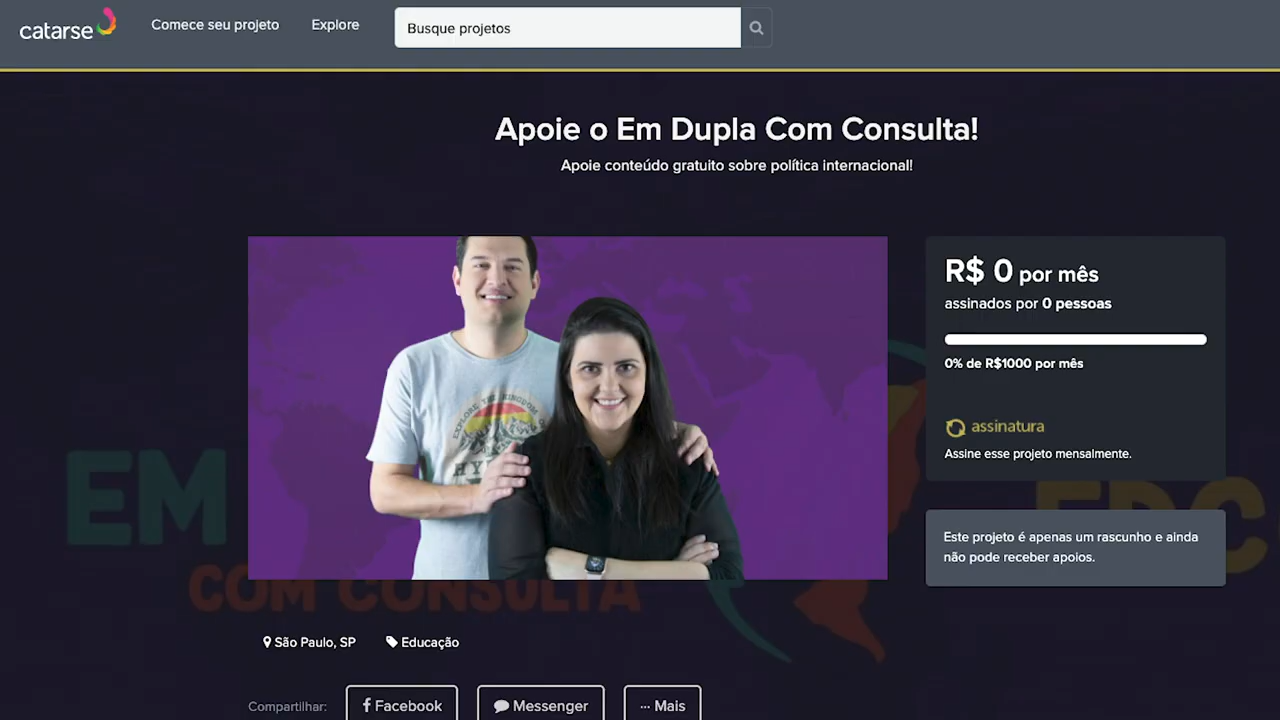 catarse
Comece seu projeto
Explore
Busque projetos
Apoie o Em Dupla Com Consulta!
Apoie conteúdo gratuito sobre política internacional!
R$ 0 por mês
assinados por 0 pessoas
0% de R$1000 por mês
assinatura
Assine esse projeto mensalmente.
Este projeto é apenas um rascunho e ainda
não pode receber apoios.
EXPLORE THE KINGDOM
EM
COM CONSULTA
EDC
São Paulo, SP
Educação
Compartilhar:
Facebook
Messenger
··· Mais